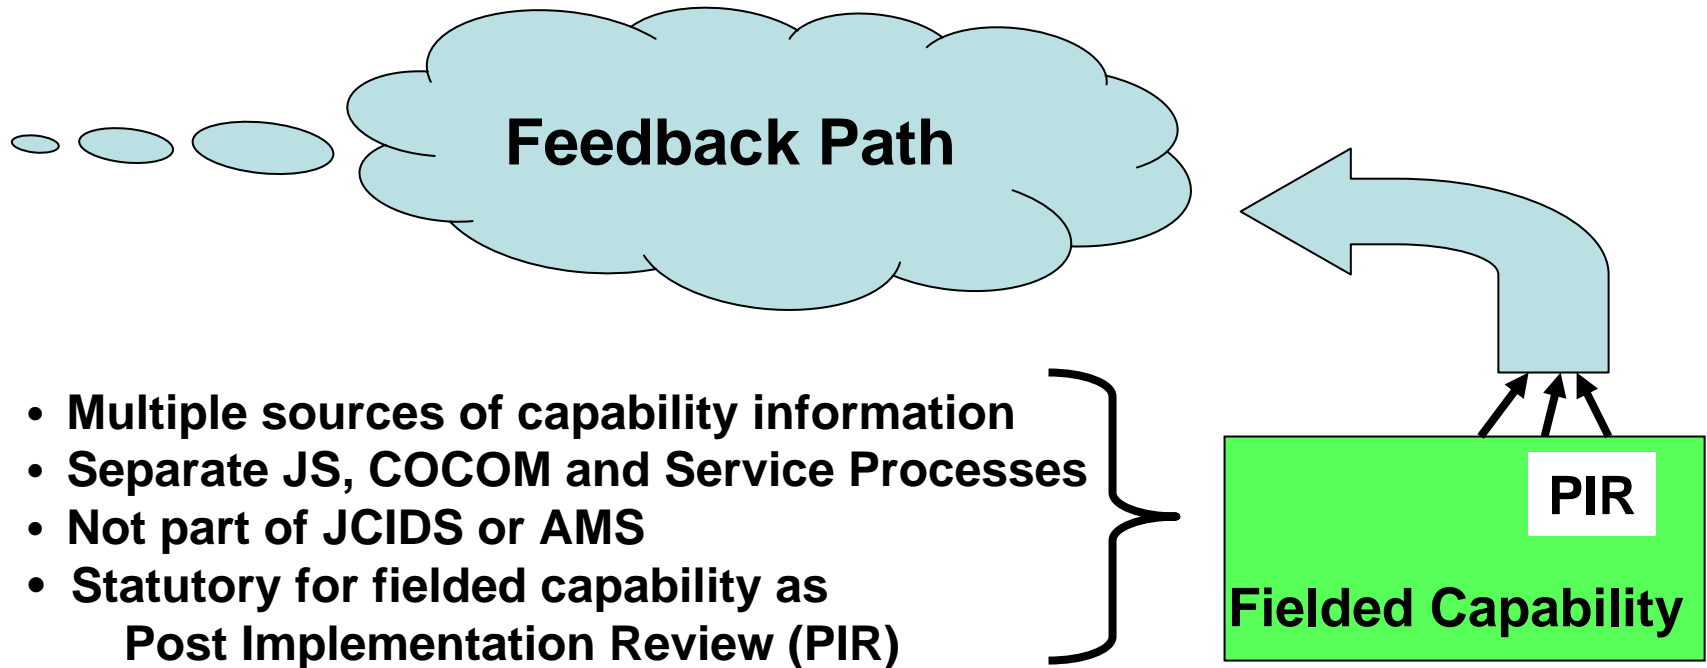 Feedback Path
• Multiple sources of capability information
• Separate JS, COCOM and Service Processes
• Not part of JCIDS or AMS
• Statutory for fielded capability as
Post Implementation Review (PIR)
PIR
Fielded Capability